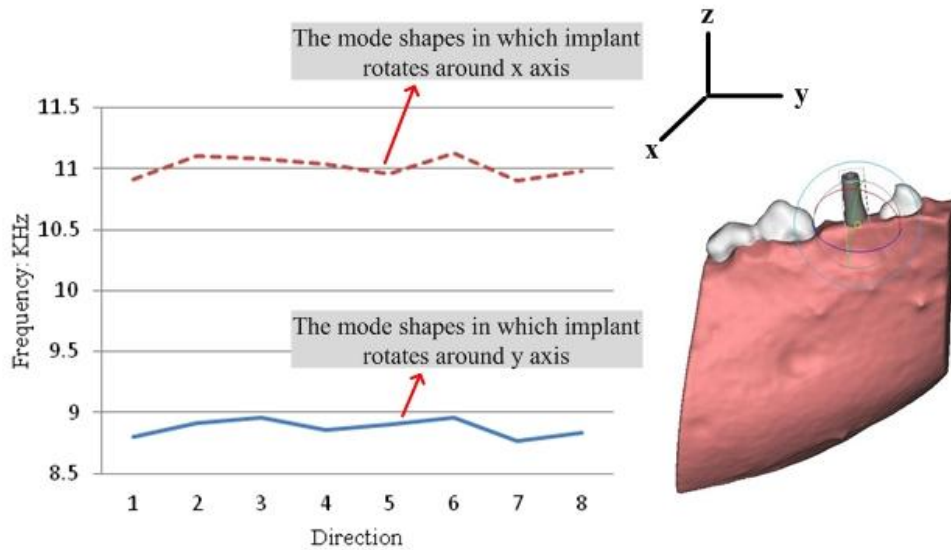 The mode shapes in which implant
rotates around x axis
z
y
x
11.5
11
10.5
10
9.5
9
8.5
Frequency: KHz
The mode shapes in which implant
rotates around y axis
1 2 3 4 5 6 7 8
Direction